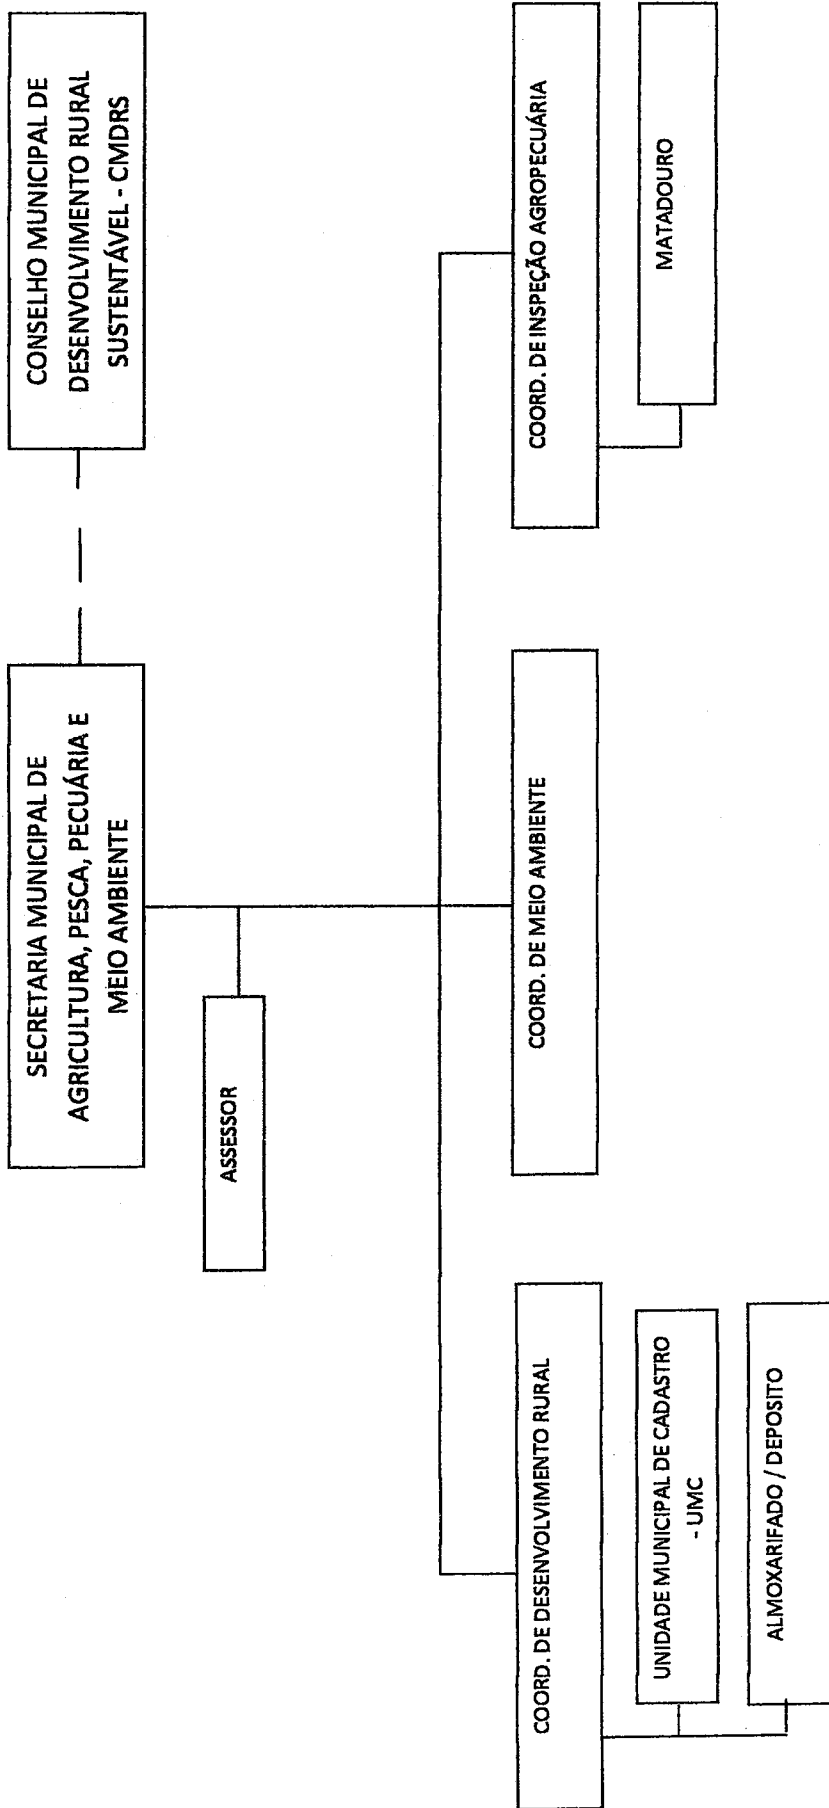 SECRETARIA MUNICIPAL DE
AGRICULTURA, PESCA, PECUÁRIA E
MEIO AMBIENTE
CONSELHO MUNICIPAL DE
DESENVOLVIMENTO RURAL
SUSTENTÁVEL - CMDRS
ASSESSOR
COORD. DE DESENVOLVIMENTO RURAL
UNIDADE MUNICIPAL DE CADASTRO
- UMC
ALMOXARIFADO / DEPOSITO
COORD. DE MEIO AMBIENTE
COORD. DE INSPEÇÃO AGROPECUÁRIA
MATADOURO